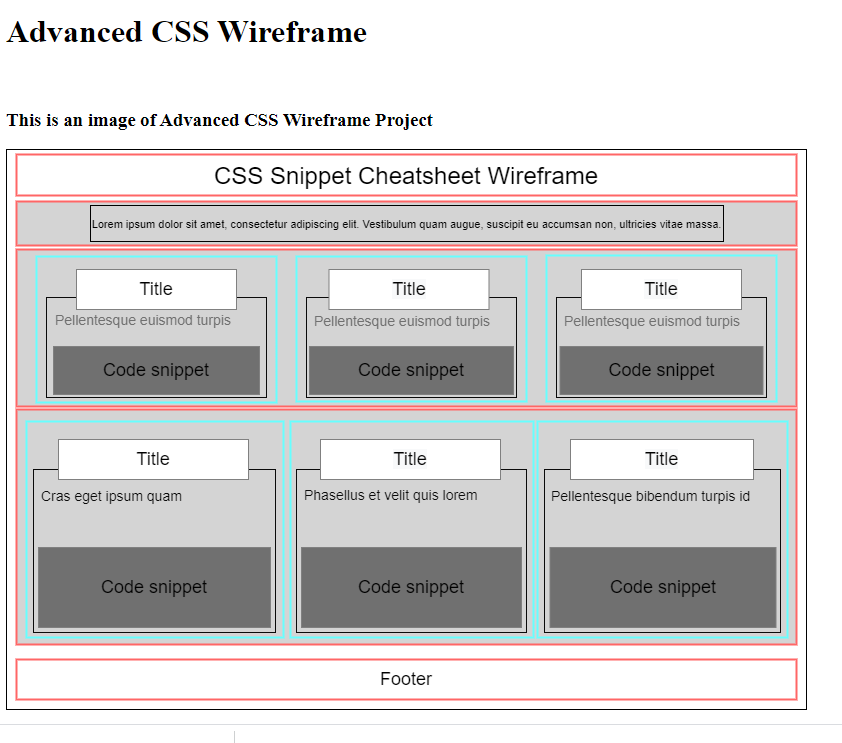 Advanced CSS Wireframe
This is an image of Advanced CSS Wireframe Project
CSS Snippet Cheatsheet Wireframe
Lorem ipsum dolor sit amet, consectetur adipiscing elit. Vestibulum quam augue, suscipit eu accumsan non, ultricies vitae massa.
Title
Pellentesque euismod turpis
Code snippet
Title
Pellentesque euismod turpis
Code snippet
Title
Pellentesque euismod turpis
Code snippet
Title
Cras eget ipsum quam
Code snippet
Title
Phasellus et velit quis lorem
Code snippet
Title
Pellentesque bibendum turpis id
Code snippet
Footer